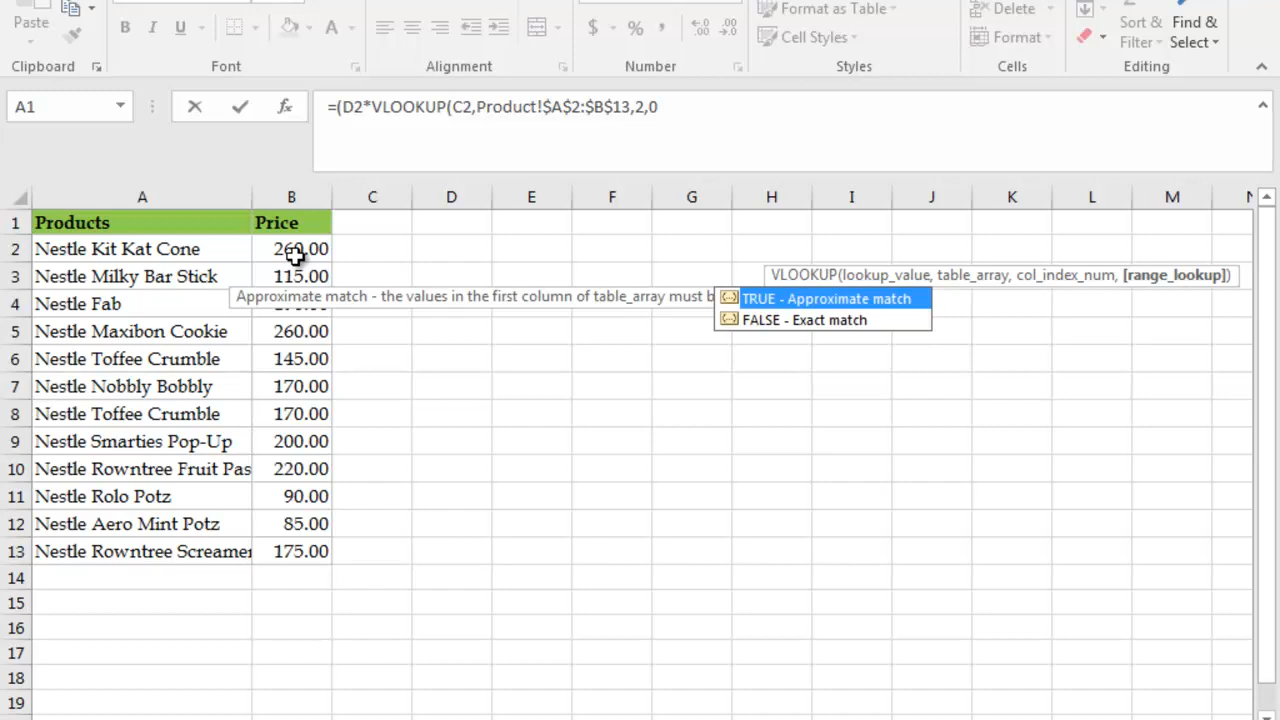 Paste
B I U
A
$ % ,
Format as Table
Cell Styles
Delete
Format
Sort &
Filter
Find &
Select
Clipboard Font Alignment Number Styles Cells Editing
A1 fx =(D2*VLOOKUP(C2,Product!$A$2:$B$13,2,0
A B C D E F G H I J K L M
1 Products Price
2 Nestle Kit Kat Cone
3 Nestle Milky Bar Stick 115.00
VLOOKUP(lookup_value, table_array, col_index_num, [range_lookup])
Approximate match - the values in the first column of table_array must b
TRUE - Approximate match
FALSE - Exact match
4 Nestle Fab
5 Nestle Maxibon Cookie 260.00
6 Nestle Toffee Crumble 145.00
7 Nestle Nobbly Bobbly 170.00
8 Nestle Toffee Crumble 170.00
9 Nestle Smarties Pop-Up 200.00
10 Nestle Rowntree Fruit Pas 220.00
11 Nestle Rolo Potz 90.00
12 Nestle Aero Mint Potz 85.00
13 Nestle Rowntree Screamer 175.00
14
15
16
17
18
19